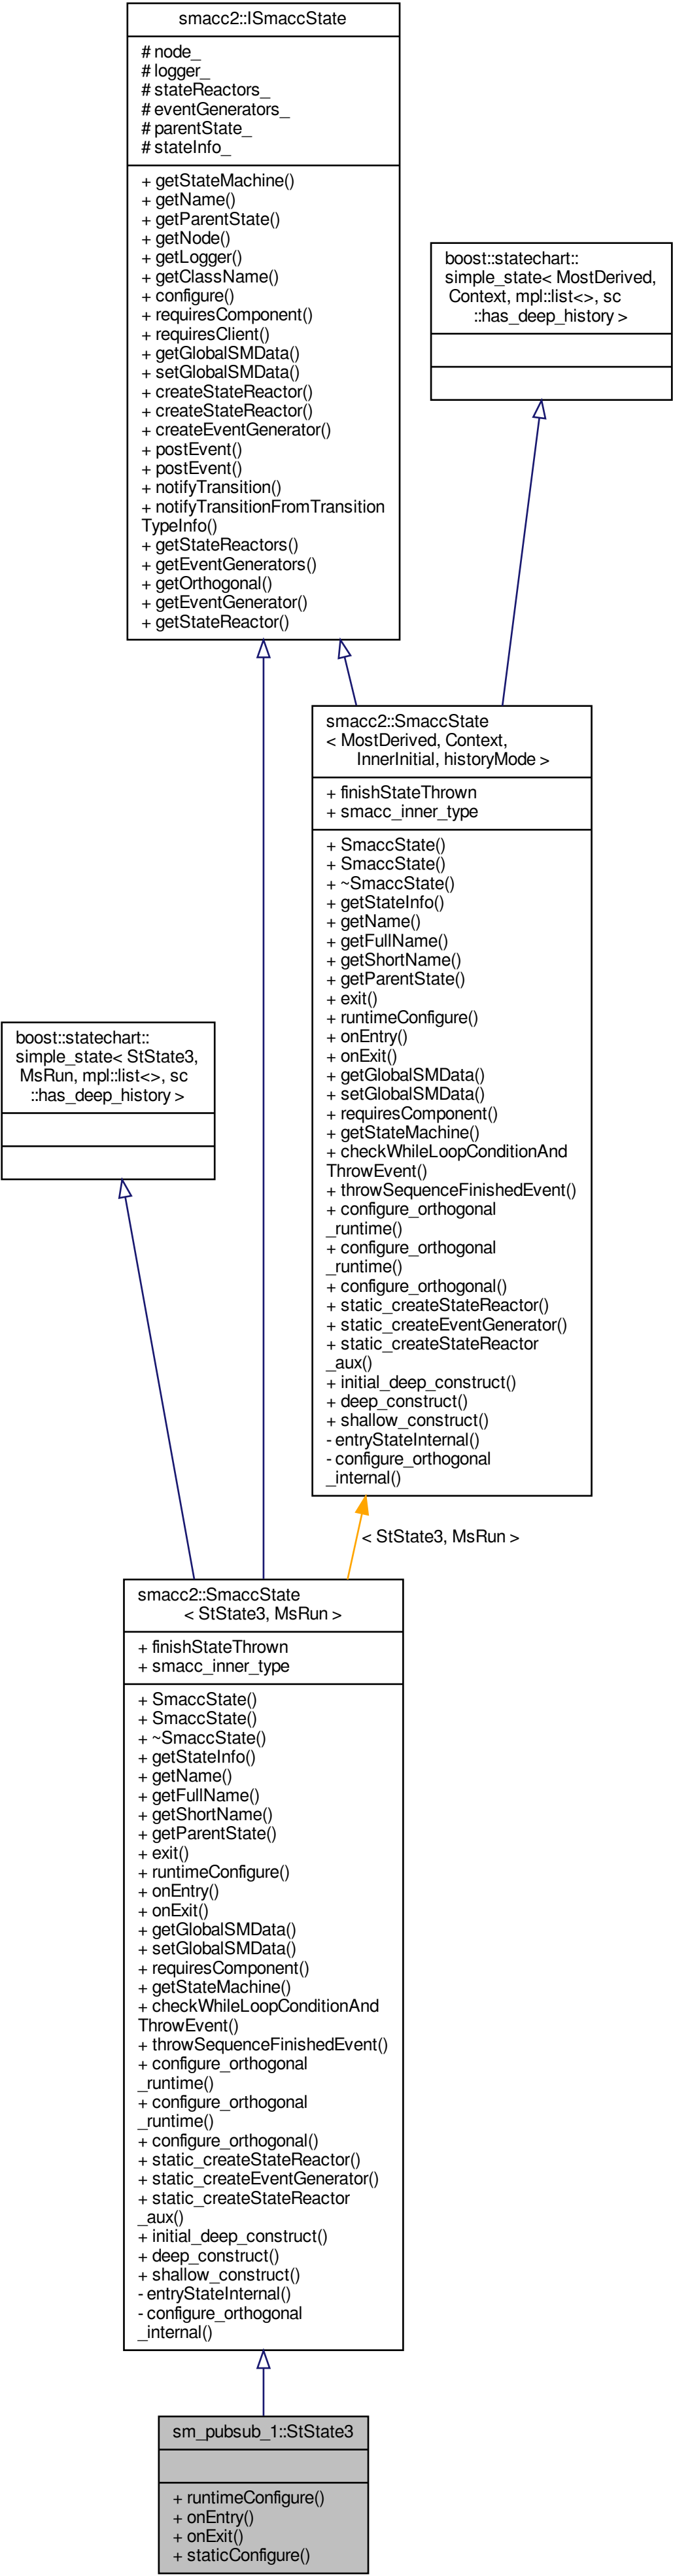 smacc2::ISmaccState
# node_
# logger_
# stateReactors_
# eventGenerators_
# parentState_
# stateInfo_
+ getStateMachine()
+ getName()
+ getParentState()
+ getNode()
+ getLogger()
+ getClassName()
+ configure()
+ requiresComponent()
+ requiresClient()
+ getGlobalSMData()
+ setGlobalSMData()
+ createStateReactor()
+ createStateReactor()
+ createEventGenerator()
+ postEvent()
+ postEvent()
+ notifyTransition()
+ notifyTransitionFromTransition
TypeInfo()
+ getStateReactors()
+ getEventGenerators()
+ getOrthogonal()
+ getEventGenerator()
+ getStateReactor()
boost::statechart::
simple_state< MostDerived,
Context, mpl::list<>, sc
::has_deep_history >
smacc2::SmaccState
< MostDerived, Context,
InnerInitial, historyMode >
+ finishStateThrown
+ smacc_inner_type
+ SmaccState()
+ SmaccState()
+ ~SmaccState()
+ getStateInfo()
+ getName()
+ getFullName()
+ getShortName()
+ getParentState()
+ exit()
+ runtimeConfigure()
+ onEntry()
+ onExit()
+ getGlobalSMData()
+ setGlobalSMData()
+ requiresComponent()
+ getStateMachine()
+ checkWhileLoopConditionAnd
ThrowEvent()
+ throwSequenceFinishedEvent()
+ configure_orthogonal
_runtime()
+ configure_orthogonal
_runtime()
+ configure_orthogonal()
+ static_createStateReactor()
+ static_createEventGenerator()
+ static_createStateReactor
_aux()
+ initial_deep_construct()
+ deep_construct()
+ shallow_construct()
- entryStateInternal()
- configure_orthogonal
_internal()
boost::statechart::
simple_state< StState3,
MsRun, mpl::list<>, sc
::has_deep_history >
< StState3, MsRun >
smacc2::SmaccState
< StState3, MsRun >
+ finishStateThrown
+ smacc_inner_type
+ SmaccState()
+ SmaccState()
+ ~SmaccState()
+ getStateInfo()
+ getName()
+ getFullName()
+ getShortName()
+ getParentState()
+ exit()
+ runtimeConfigure()
+ onEntry()
+ onExit()
+ getGlobalSMData()
+ setGlobalSMData()
+ requiresComponent()
+ getStateMachine()
+ checkWhileLoopConditionAnd
ThrowEvent()
+ throwSequenceFinishedEvent()
+ configure_orthogonal
_runtime()
+ configure_orthogonal
_runtime()
+ configure_orthogonal()
+ static_createStateReactor()
+ static_createEventGenerator()
+ static_createStateReactor
_aux()
+ initial_deep_construct()
+ deep_construct()
+ shallow_construct()
- entryStateInternal()
- configure_orthogonal
_internal()
sm_pubsub_1::StState3
+ runtimeConfigure()
+ onEntry()
+ onExit()
+ staticConfigure()